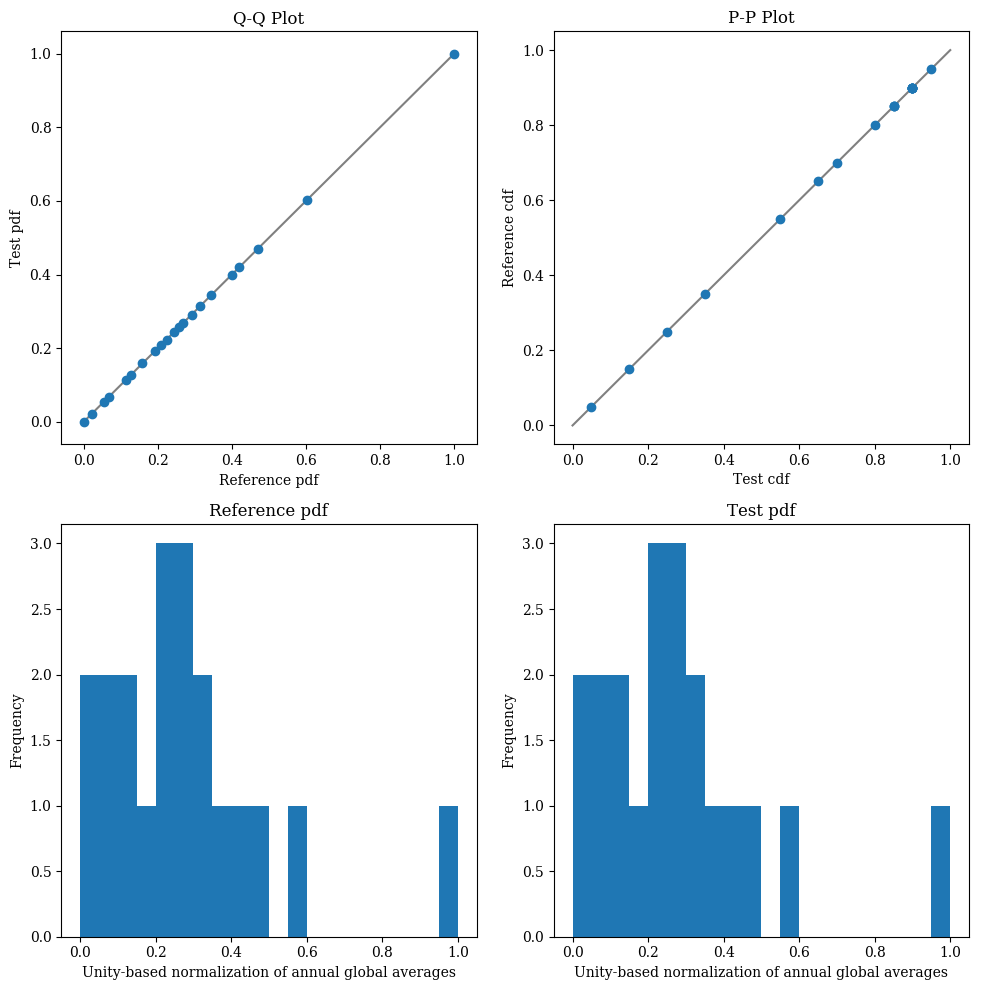 Q-Q Plot
1.0
0.8
0.6
0.4
0.2
0.0
Test pdf
0.0 0.2 0.4 0.6 0.8 1.0
Reference pdf
P-P Plot
1.0
0.8
0.6
0.4
0.2
0.0
Reference cdf
0.0 0.2 0.4 0.6 0.8 1.0
Test cdf
Reference pdf
3.0
2.5
2.0
1.5
1.0
0.5
0.0
Frequency
0.0 0.2 0.4 0.6 0.8 1.0
Unity-based normalization of annual global averages
Test pdf
3.0
2.5
2.0
1.5
1.0
0.5
0.0
Frequency
0.0 0.2 0.4 0.6 0.8 1.0
Unity-based normalization of annual global averages